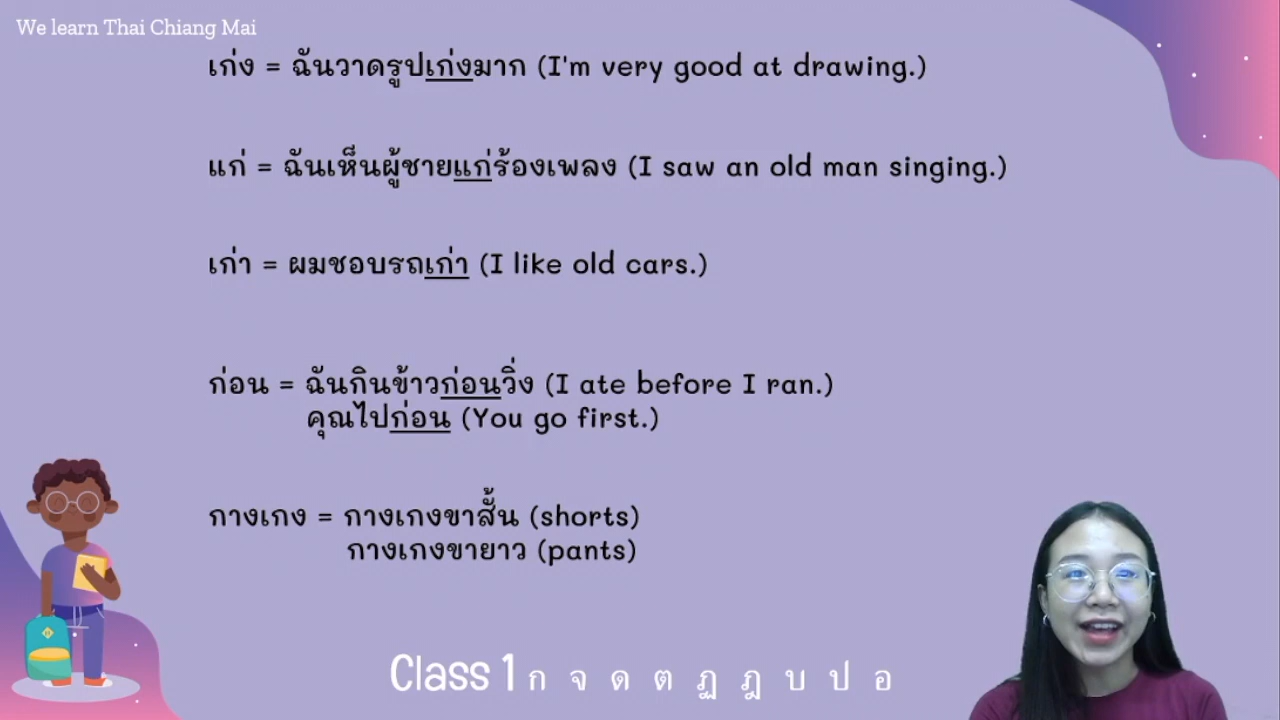 We learn Thai Chiang Mai
เก่ง = ฉันวาดรูปเก่งมาก (I'm very good at drawing.)
แก่ = ฉันเห็นผู้ชายแก่ร้องเพลง (I saw an old man singing.)
เก่า = ผมชอบรถเก่า (I like old cars.)
ก่อน = ฉันกินข้าวก่อนวิ่ง (I ate before I ran.)
คุณไปก่อน (You go first.)
กางเกง = กางเกงขาสั้น (shorts)
กางเกงขายาว (pants)
Class 1 ก จ ด ต ฏ ฎ บ ป อ